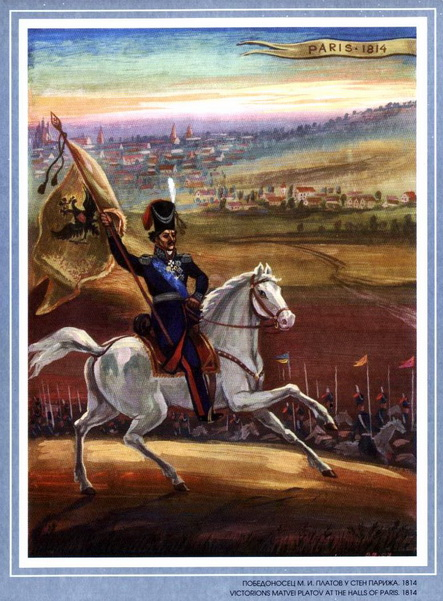 PARIS-1814
ПОБЕДОНОСЕЦ М. И. ПЛАТОВ У СТЕН ПАРИЖА. 1814
VICTORIONS MATVEI PLATOV AT THE HALLS OF PARIS. 1814